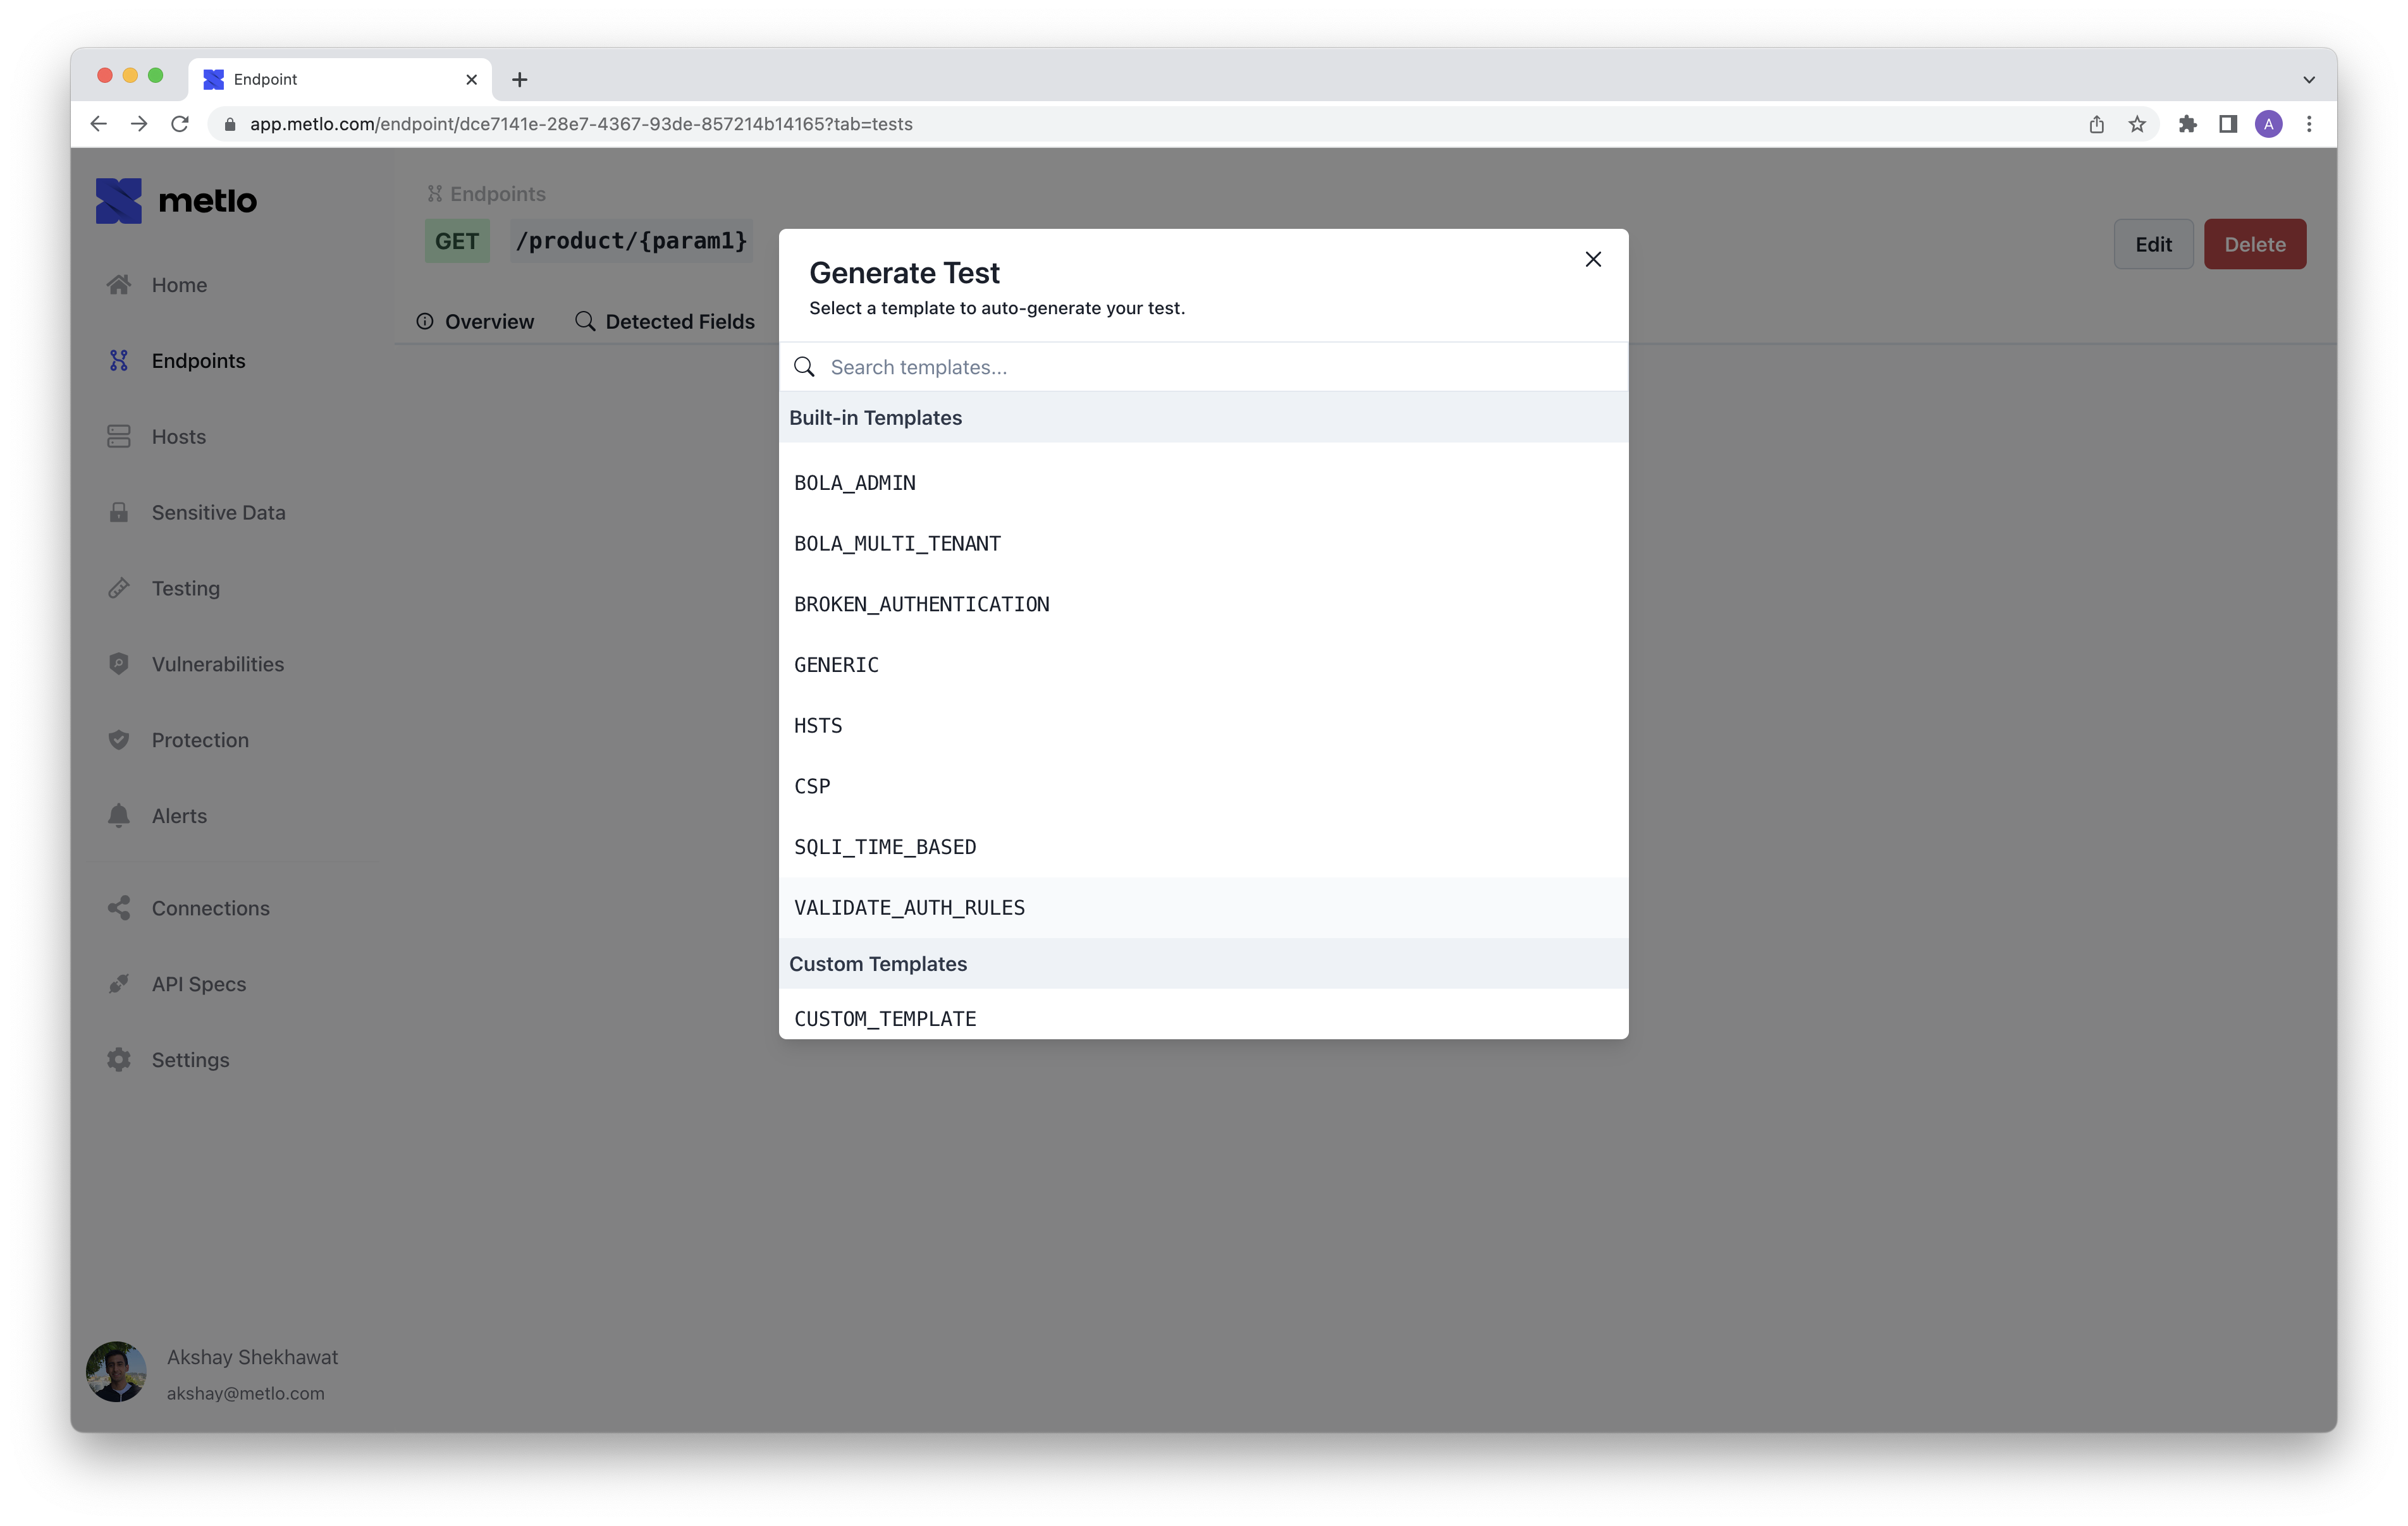 Endpoint
app.metlo.com/endpoint/dce7141e-28e7-4367-93de-857214b14165?tab=tests
A
metlo
Home
Endpoints
Hosts
Sensitive Data
Testing
Vulnerabilities
Protection
Alerts
Connections
API Specs
Settings
Akshay Shekhawat
akshay@metlo.com
Endpoints
GET /product/{param1}
Edit Delete
Overview Detected Fields
Generate Test
Select a template to auto-generate your test.
Search templates...
Built-in Templates
BOLA_ADMIN
BOLA_MULTI_TENANT
BROKEN_AUTHENTICATION
GENERIC
HSTS
CSP
SQLI_TIME_BASED
VALIDATE_AUTH_RULES
Custom Templates
CUSTOM_TEMPLATE